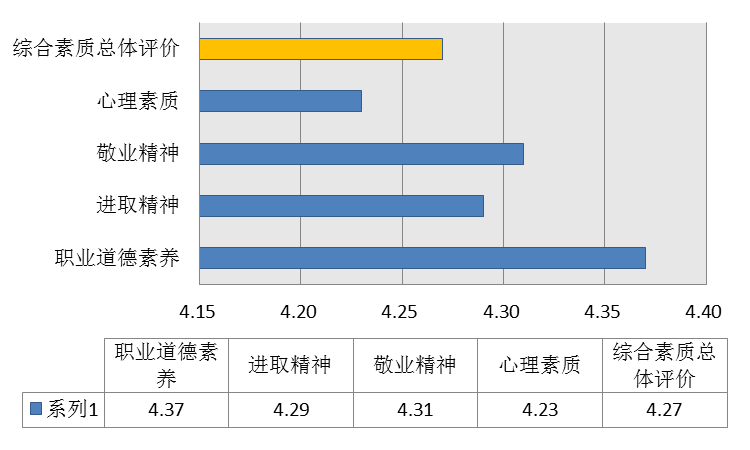 综合素质总体评价
心理素质
敬业精神
进取精神
职业道德素养
4.15 4.20 4.25 4.30 4.35 4.40
职业道德素
养
进取精神
敬业精神
心理素质
综合素质总
体评价
系列1 4.37 4.29 4.31 4.23 4.27